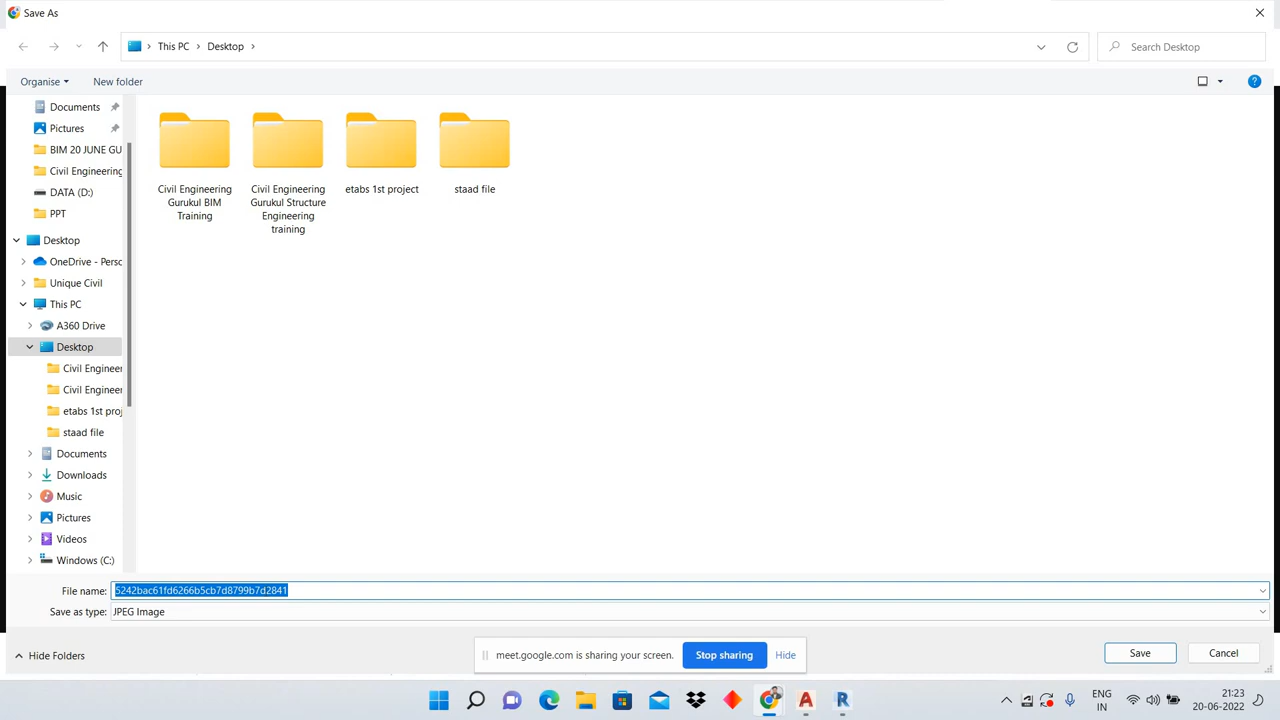 Save As
This PC
Desktop
Search Desktop
Organise
New folder
Documents
Pictures
BIM 20 JUNE GU
Civil Engineering
DATA (D:)
PPT
Desktop
OneDrive - Perso
Unique Civil
This PC
A360 Drive
Desktop
Civil Engineer
Civil Engineer
etabs 1st proj
staad file
Documents
Downloads
Music
Pictures
Videos
Windows (C:)
Civil Engineering
Gurukul BIM
Training
Civil Engineering
Gurukul Structure
Engineering
training
etabs 1st project
staad file
File name: 5242bac61fd6266b5cb7d8799b7d2841
Save as type: JPEG Image
Hide Folders
meet.google.com is sharing your screen.
Stop sharing
Hide
Save
Cancel
ENG
IN
21:23
20-06-2022